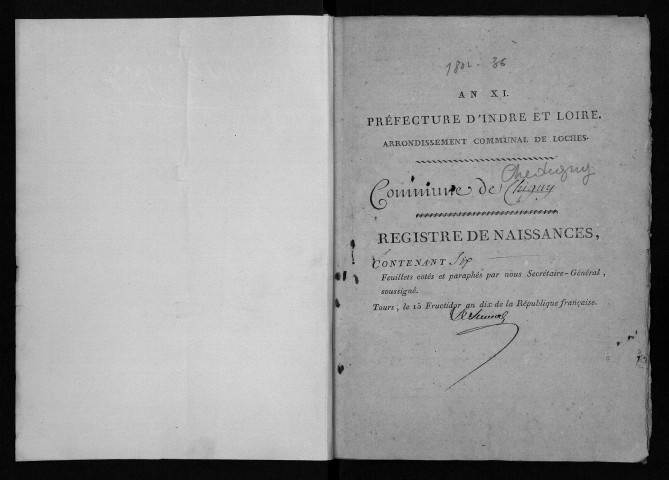 1802-36
AN XI.
PRÉFECTURE D'INDRE ET LOIRE.
ARRONDISSEMENT COMMUNAL DE LOCHES.
Commune de Chigny
REGISTRE DE NAISSANCES,
CONTENANT Six
Feuillets cotés et paraphés par nous Secrétaire-Général,
soussigné.
Tours, le 15 Fructidor an dix de la République française.